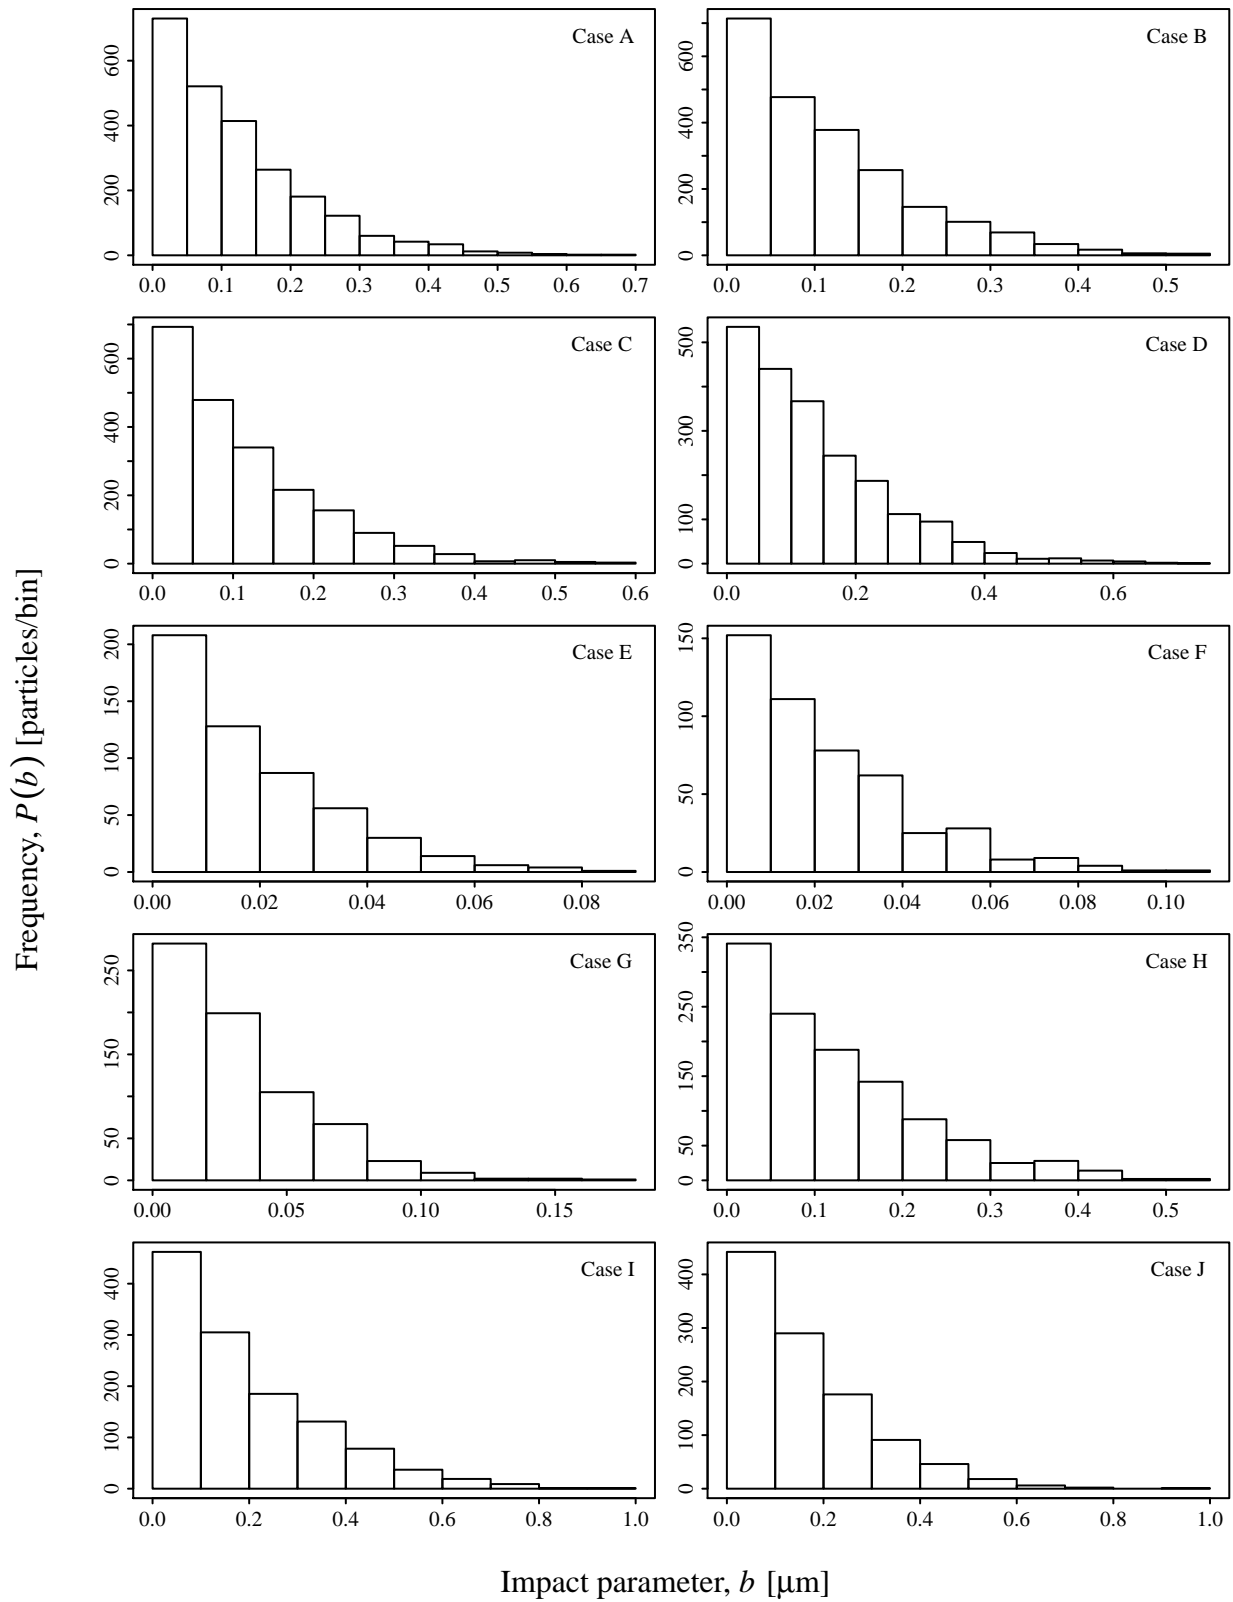 Case A
600
400
200
0
0.0 0.1 0.2 0.3 0.4 0.5 0.6 0.7
Case B
600
400
200
0
0.0 0.1 0.2 0.3 0.4 0.5
Case C
600
400
200
0
0.0 0.1 0.2 0.3 0.4 0.5 0.6
Case D
500
300
100
0
0.0 0.2 0.4 0.6
Case E
200
150
100
50
0
0.00 0.02 0.04 0.06 0.08
Case F
150
100
50
0
0.00 0.02 0.04 0.06 0.08 0.10
Case G
250
150
50
0
0.00 0.05 0.10 0.15
Case H
350
250
150
50
0
0.0 0.1 0.2 0.3 0.4 0.5
Case I
400
300
200
100
0
0.0 0.2 0.4 0.6 0.8 1.0
Case J
400
300
200
100
0
0.0 0.2 0.4 0.6 0.8 1.0
Frequency, P(b) [particles/bin]
Impact parameter, b [μm]